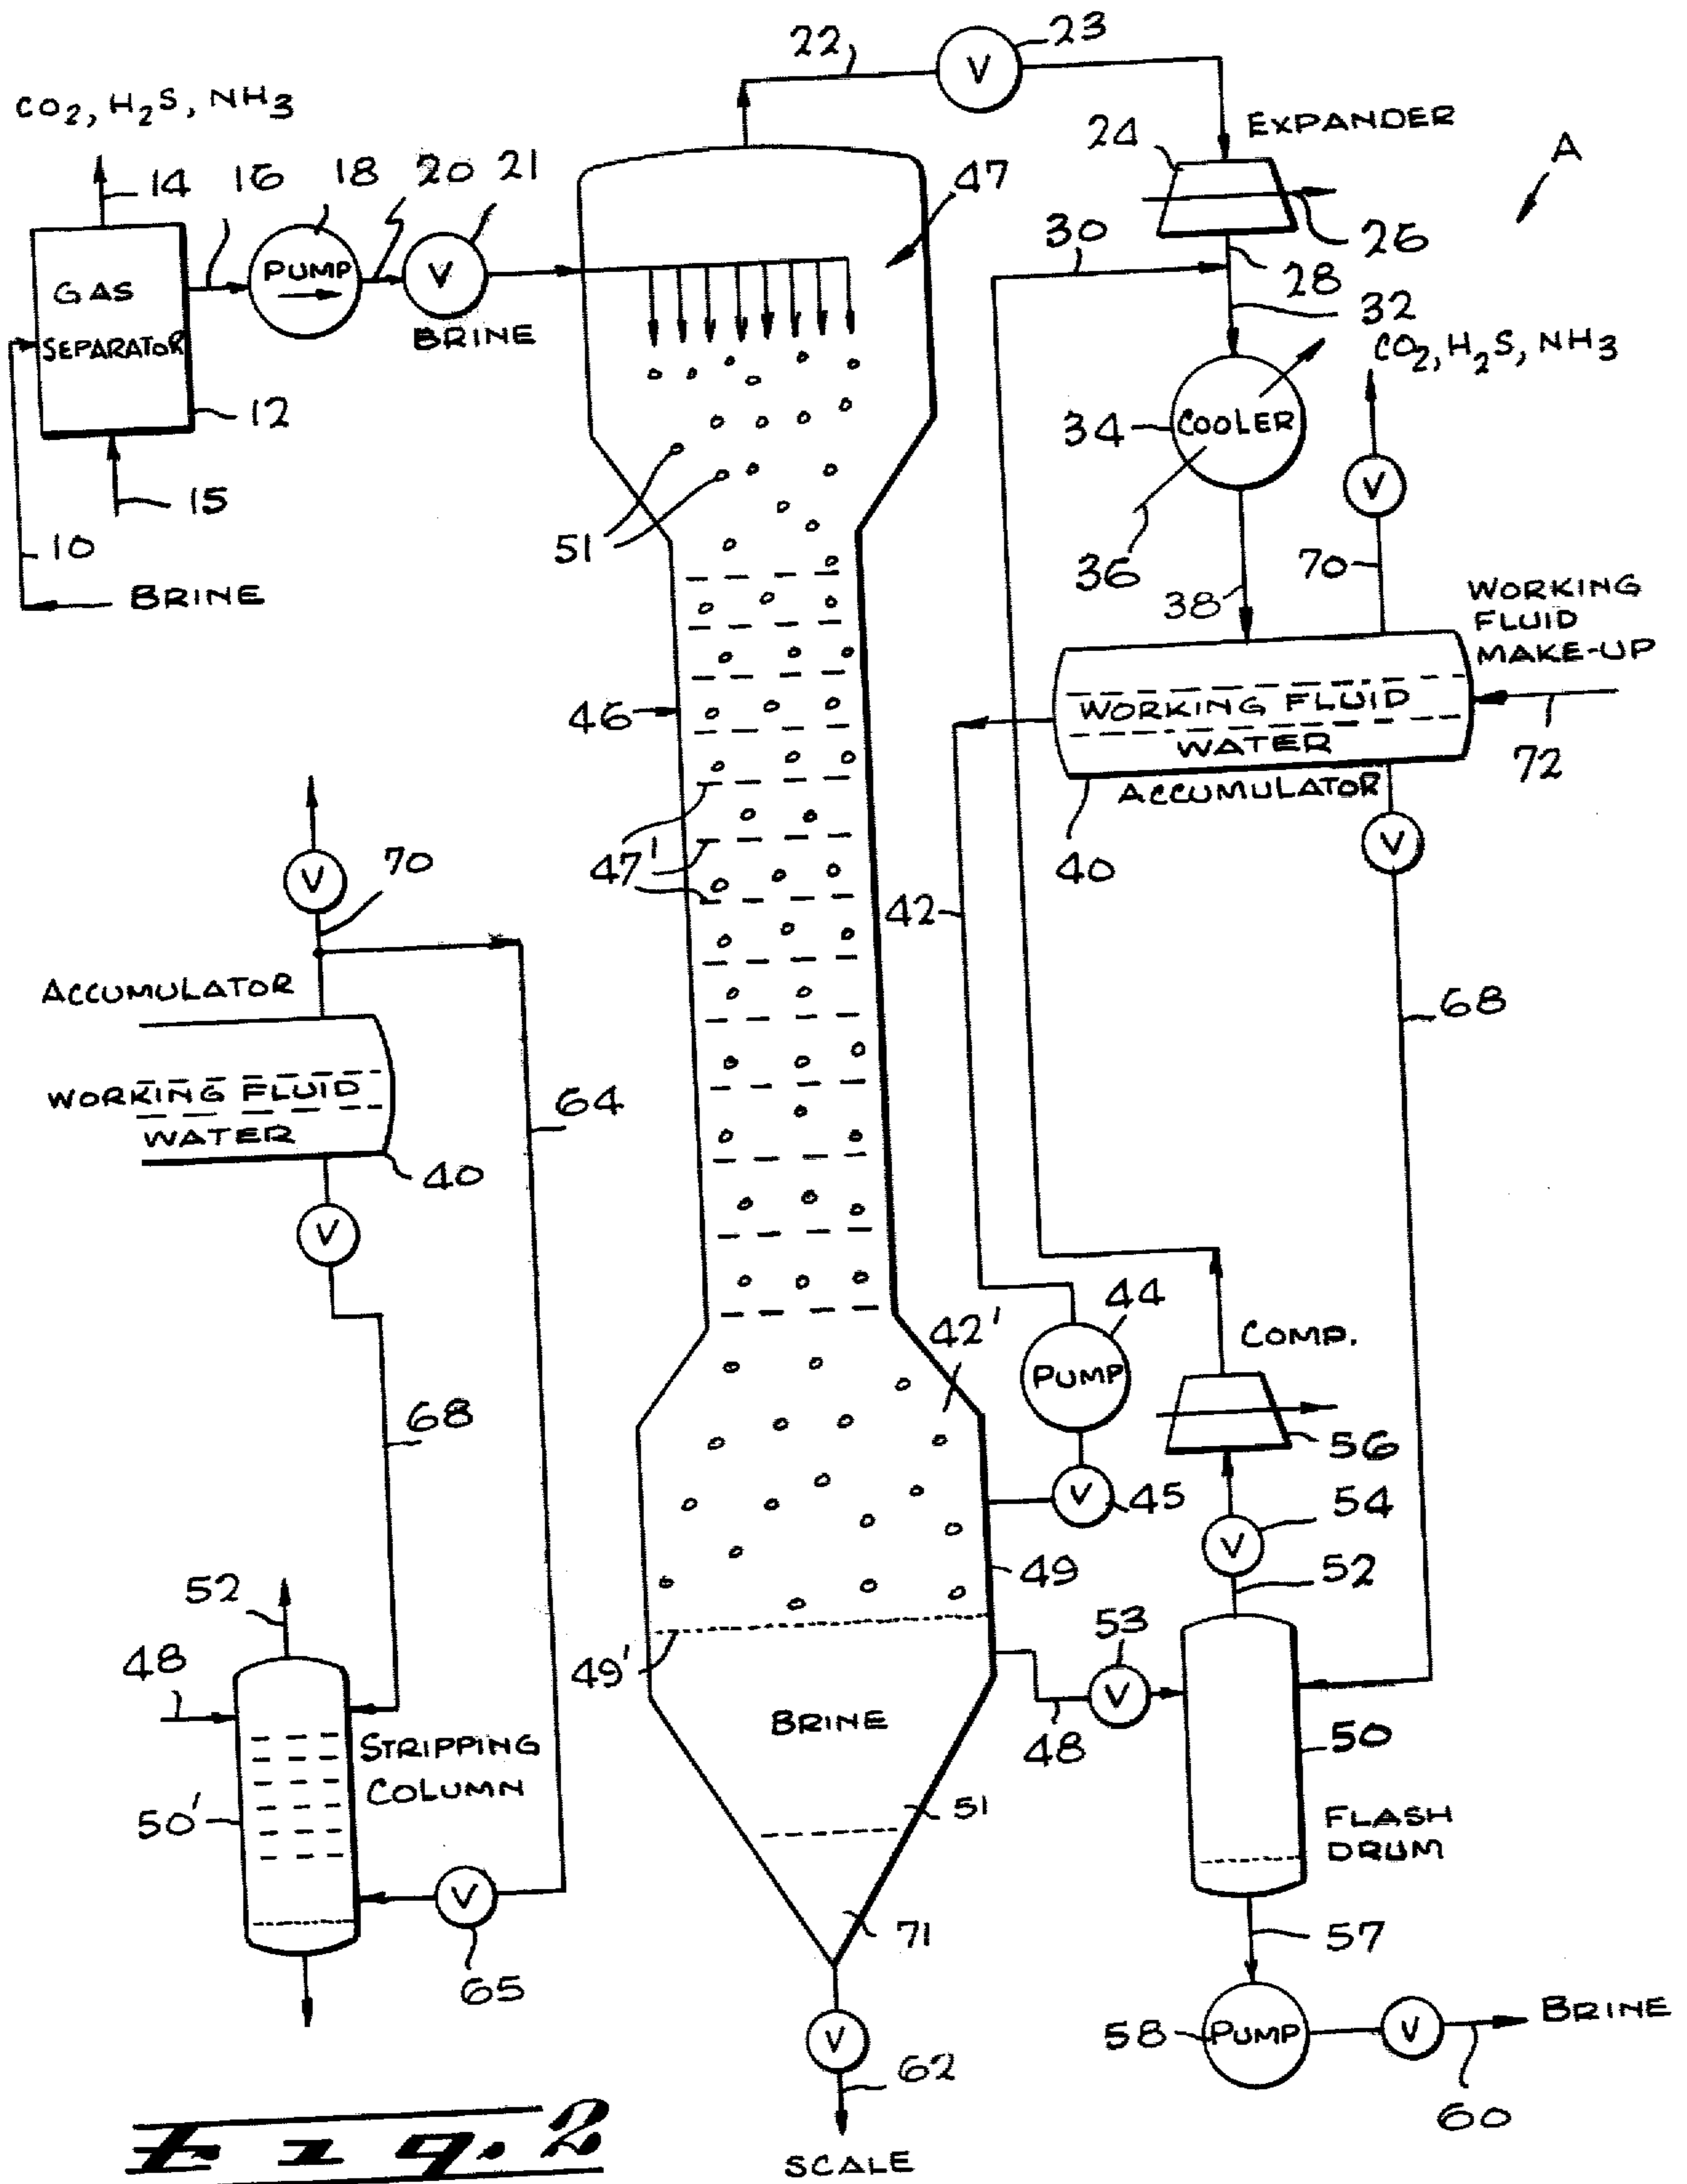 22
23
CO2, H2S, NH3
EXPANDER
24
V
A
14
16
18
20
21
47
26
30
28
GAS
SEPARATOR
PUMP
V
BRINE
32
CO2, H2S, NH3
12
34
COOLER
15
51
V
10
36
70
BRINE
38
WORKING
FLUID
MAKE-UP
46
WORKING FLUID
WATER
72
ACCUMULATOR
40
V
47'
70
V
42
68
ACCUMULATOR
WORKING FLUID
WATER
64
40
V
44
42'
COMP.
PUMP
68
56
V
45
54
V
52
49
52
53
48
49'
V
BRINE
48
50
STRIPPING
COLUMN
50'
51
FLASH
DRUM
V
71
57
65
V
58
PUMP
V
BRINE
62
60
Fig. 2
SCALE